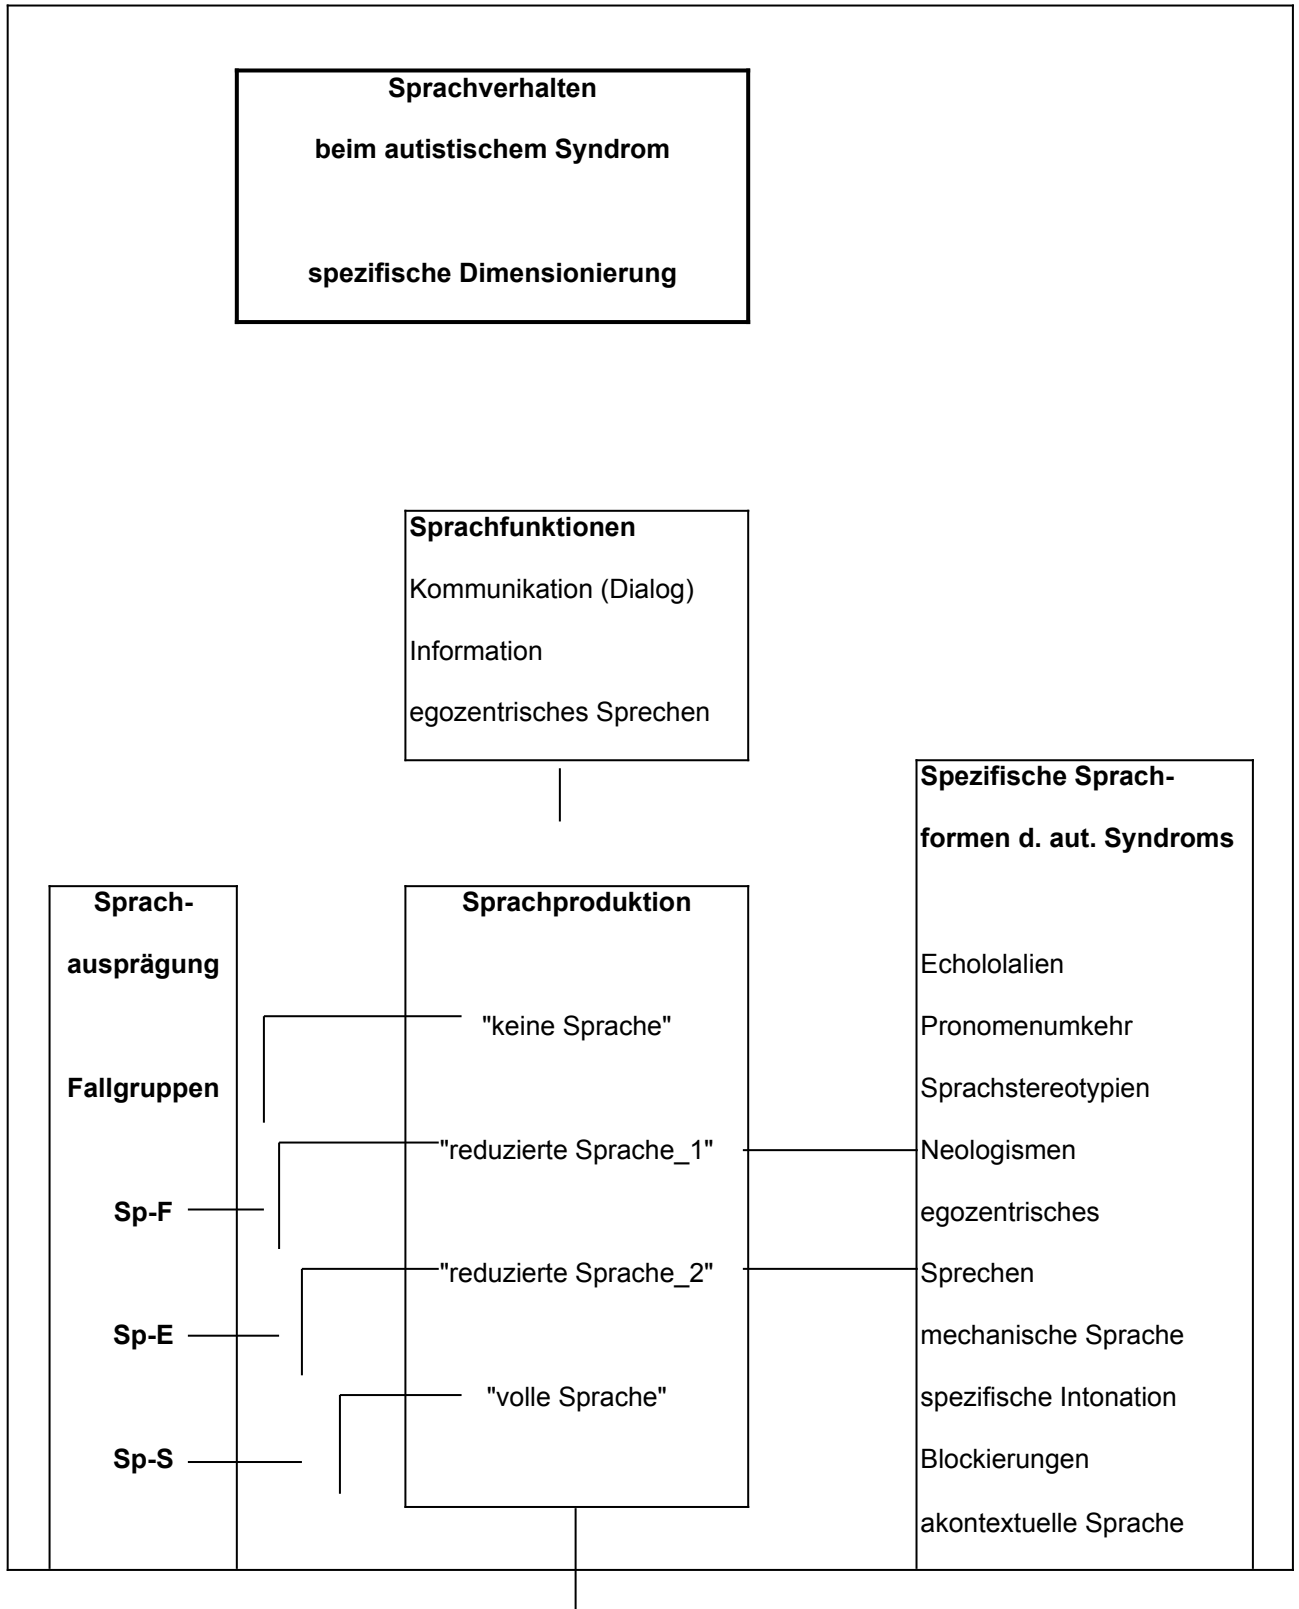 Sprachverhalten
beim autistischem Syndrom
spezifische Dimensionierung
Sprachfunktionen
Kommunikation (Dialog)
Information
egozentrisches Sprechen
Sprach-
ausprägung
Fallgruppen
Sp-F
Sp-E
Sp-S
Sprachproduktion
"keine Sprache"
"reduzierte Sprache_1"
"reduzierte Sprache_2"
"volle Sprache"
Spezifische Sprach-
formen d. aut. Syndroms
Echololalien
Pronomenumkehr
Sprachstereotypien
Neologismen
egozentrisches
Sprechen
mechanische Sprache
spezifische Intonation
Blockierungen
akontextuelle Sprache